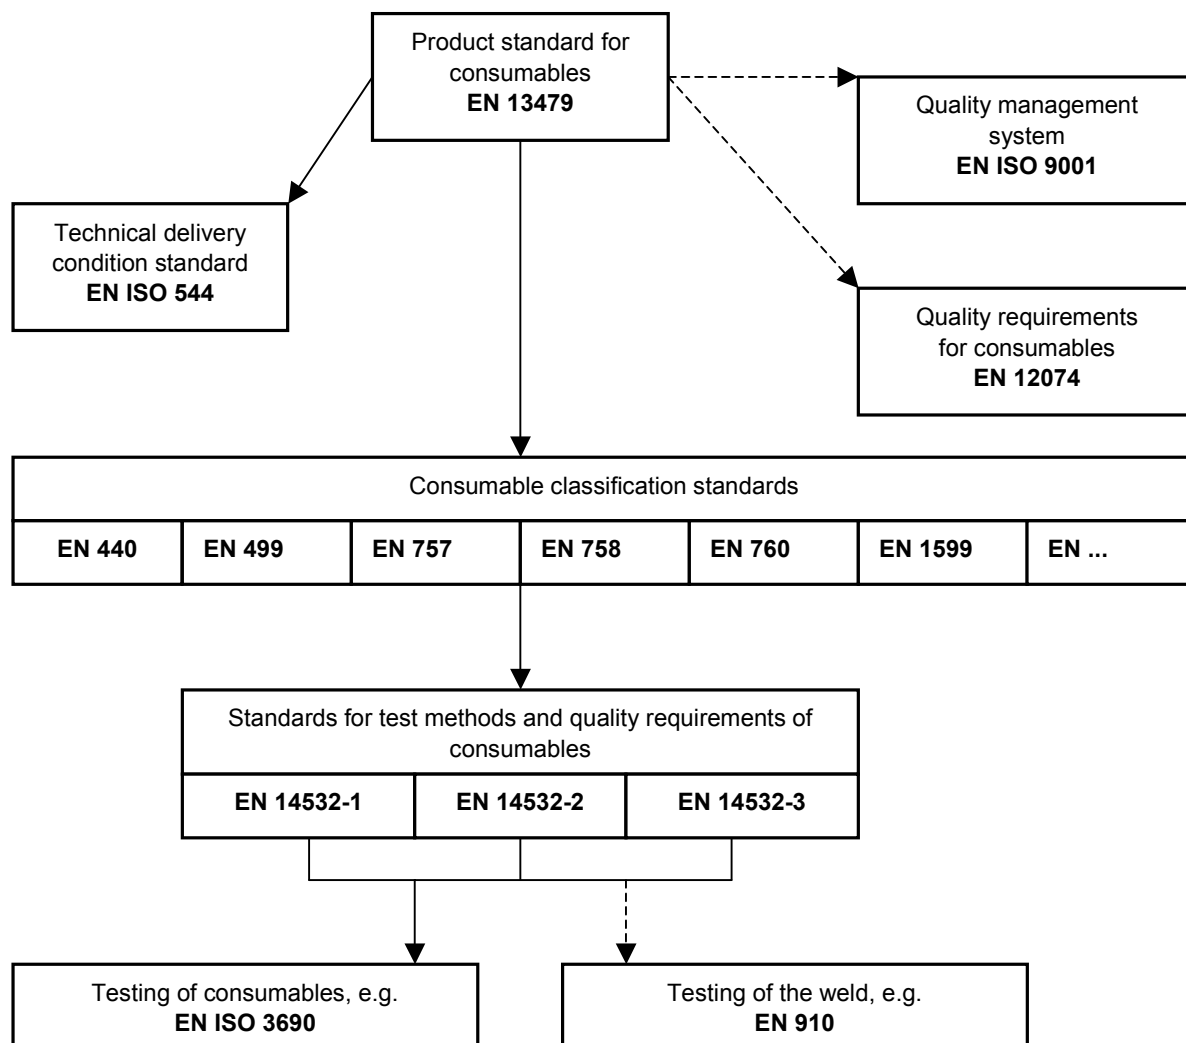 Product standard for
consumables
EN 13479
Quality management
system
EN ISO 9001
Technical delivery
condition standard
EN ISO 544
Quality requirements
for consumables
EN 12074
Consumable classification standards
EN 440 EN 499 EN 757 EN 758 EN 760 EN 1599 EN ...
Standards for test methods and quality requirements of
consumables
EN 14532-1 EN 14532-2 EN 14532-3
Testing of consumables, e.g.
EN ISO 3690
Testing of the weld, e.g.
EN 910